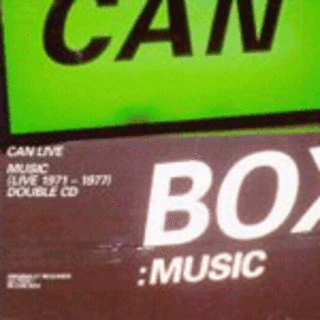 CAN
CAN LIVE
MUSIC
(LIVE 1971 – 1977)
DOUBLE CD
BOX
:MUSIC